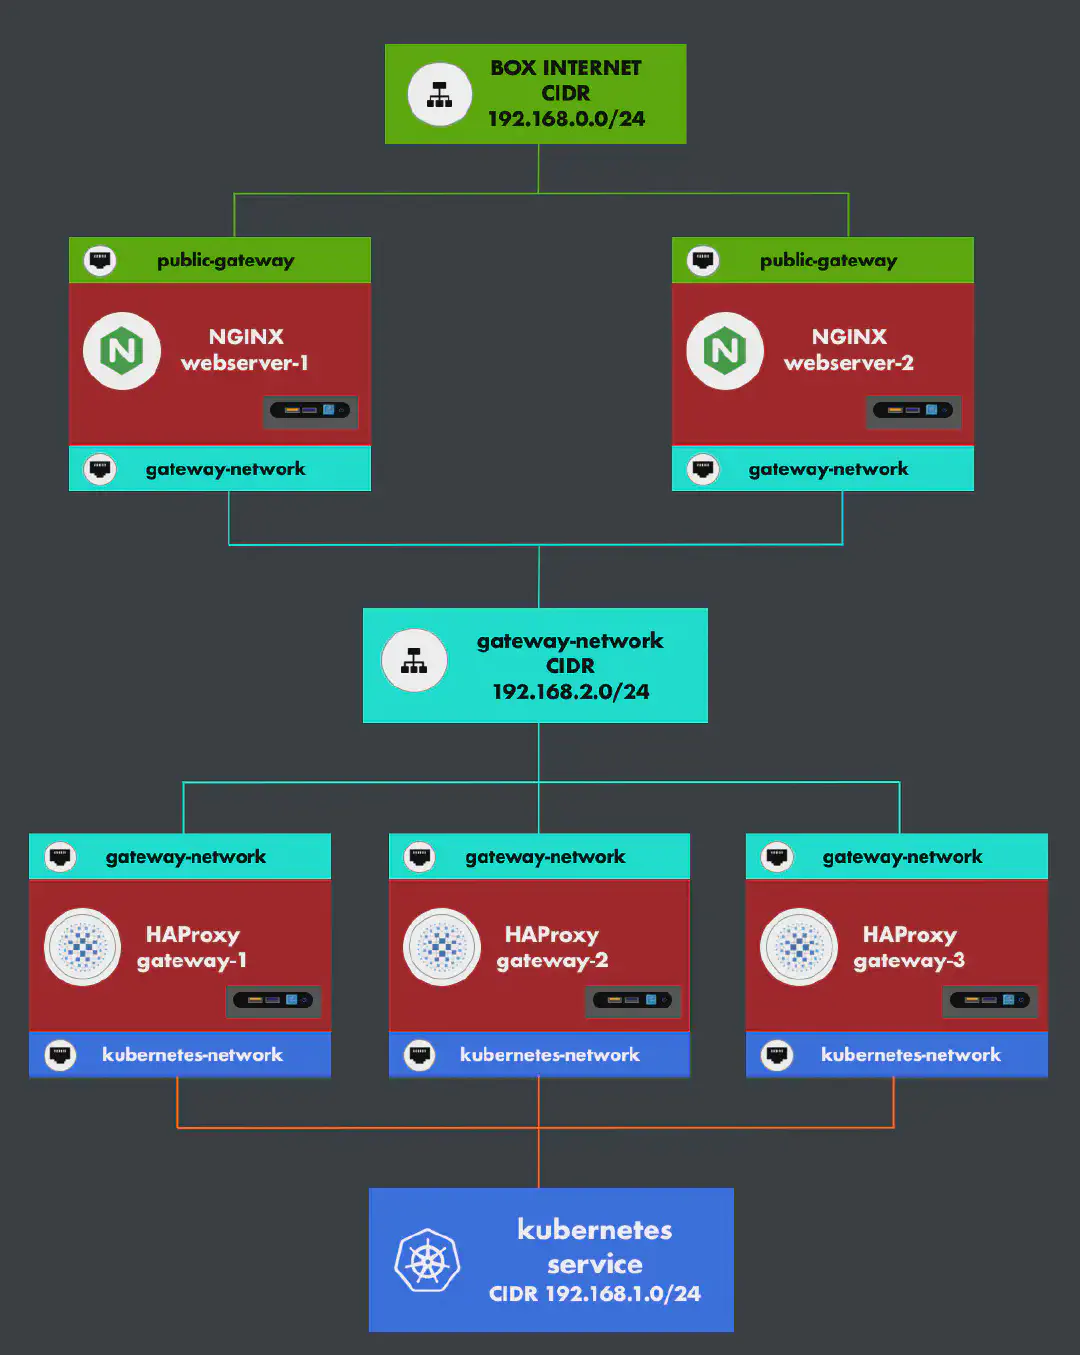 BOX INTERNET
CIDR
192.168.0.0/24
public-gateway
public-gateway
NGINX
webserver-1
NGINX
webserver-2
gateway-network
gateway-network
gateway-network
CIDR
192.168.2.0/24
gateway-network
gateway-network
gateway-network
HAProxy
gateway-1
HAProxy
gateway-2
HAProxy
gateway-3
kubernetes-network
kubernetes-network
kubernetes-network
kubernetes
service
CIDR 192.168.1.0/24